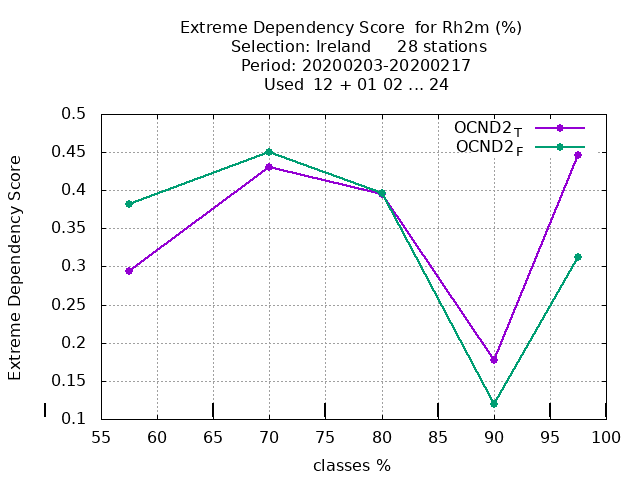 Extreme Dependency Score  for Rh2m (%)
Selection: Ireland     28 stations
Period: 20200203-20200217
Used  12 + 01 02 ... 24
OCND2T
OCND2F
Extreme Dependency Score
0.5
0.45
0.4
0.35
0.3
0.25
0.2
0.15
0.1
55 60 65 70 75 80 85 90 95 100
classes %